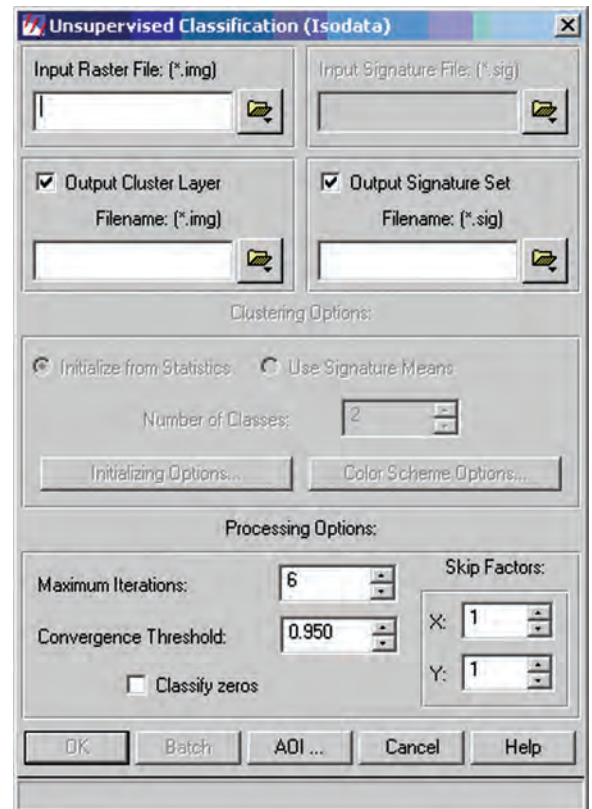 Unsupervised Classification (Isodata)
Input Raster File: (*.img)
Input Signature File: (*.sig)
Output Cluster Layer
Filename: (*.img)
Output Signature Set
Filename: (*.sig)
Clustering Options:
Initialize from Statistics
Use Signature Means
Number of Classes:
2
Initializing Options...
Color Scheme Options...
Processing Options:
Maximum Iterations:
6
Convergence Threshold:
0.950
Classify zeros
Skip Factors:
X:
1
Y:
1
OK
Batch
AOI ...
Cancel
Help